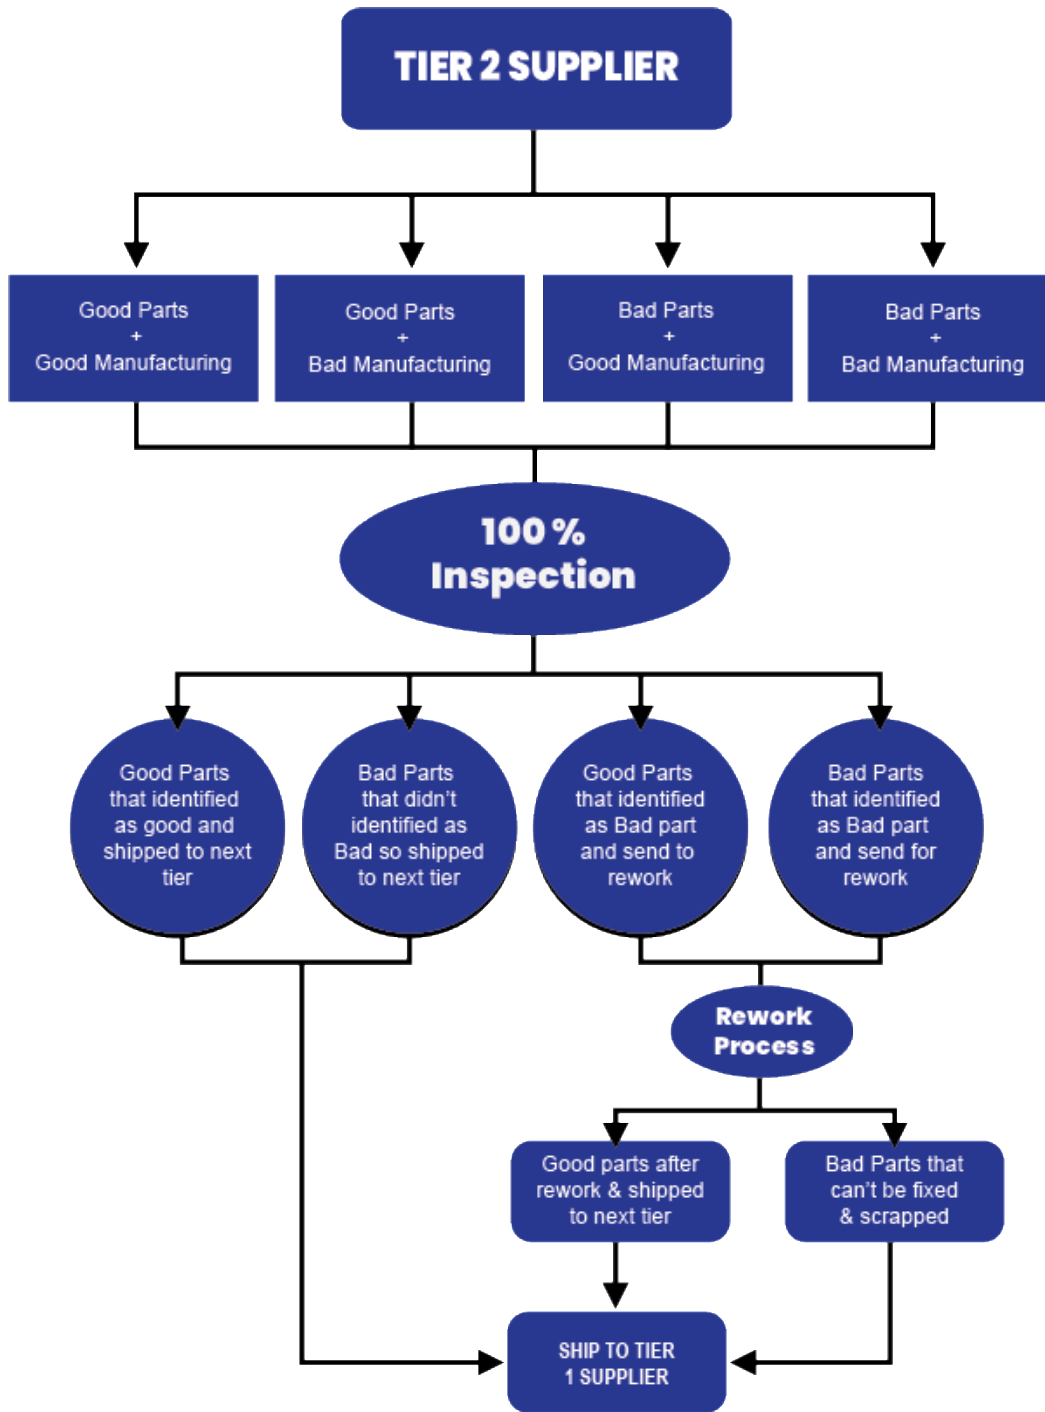 TIER 2 SUPPLIER
Good Parts
+
Good Manufacturing
Good Parts
+
Bad Manufacturing
Bad Parts
+
Good Manufacturing
Bad Parts
+
Bad Manufacturing
100 %
Inspection
Good Parts
that identified
as good and
shipped to next
tier
Bad Parts
that didn't
identified as
Bad so shipped
to next tier
Good Parts
that identified
as Bad part
and send to
rework
Bad Parts
that identified
as Bad part
and send for
rework
Rework
Process
Good parts after
rework & shipped
to next tier
Bad Parts that
can't be fixed
& scrapped
SHIP TO TIER
1 SUPPLIER